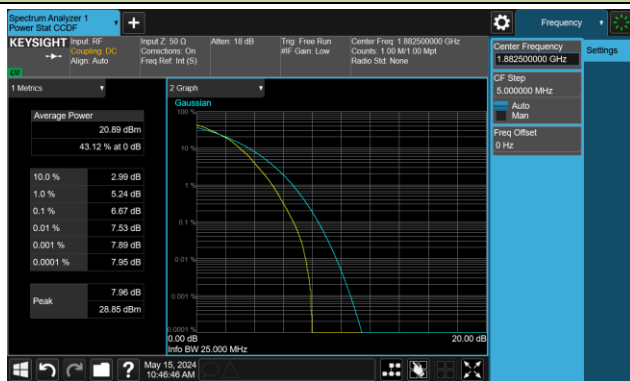 Spectrum Analyzer 1
Power Stat CCDF
Frequency
KEYSIGHT
Input: RF
Coupling: DC
Align: Auto
Input Z: 50 Ω
Corrections: On
Freq Ref: Int (S)
Atten: 18 dB
Trig: Free Run
#IF Gain: Low
Center Freq: 1.882500000 GHz
Counts: 1.00 M/1.00 Mpt
Radio Std: None
Center Frequency
1.882500000 GHz
Settings
CF Step
5.000000 MHz
Auto
Man
Freq Offset
0 Hz
1 Metrics
Average Power
20.89 dBm
43.12 % at 0 dB
10.0 % 2.99 dB
1.0 % 5.24 dB
0.1 % 6.67 dB
0.01 % 7.53 dB
0.001 % 7.89 dB
0.0001 % 7.95 dB
Peak
7.96 dB
28.85 dBm
2 Graph
Gaussian
100 %
10 %
1 %
0.1 %
0.01 %
0.001 %
0.0001 %
0.00 dB 20.00 dB
Info BW 25.000 MHz
May 15, 2024
10:46:46 AM